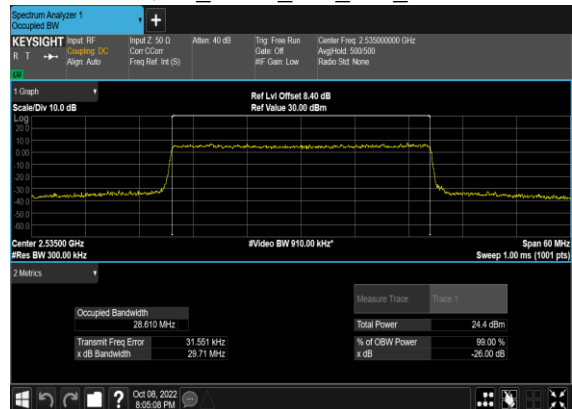 Spectrum Analyzer 1
Occupied BW
KEYSIGHT
R T
LW
Input: RF
Coupling: DC
Align: Auto
Input Z: 50 Ω
Corr CCorr
Freq Ref: Int (S)
Atten: 40 dB
Trig: Free Run
Gate: Off
#IF Gain: Low
Center Freq: 2.535000000 GHz
Avg|Hold: 500/500
Radio Std: None
1 Graph
Scale/Div 10.0 dB
Ref Lvl Offset 8.40 dB
Ref Value 30.00 dBm
Log
20.0
10.0
0.00
-10.0
-20.0
-30.0
-40.0
-50.0
-60.0
Center 2.53500 GHz
#Video BW 910.00 kHz*
Span 60 MHz
#Res BW 300.00 kHz
Sweep 1.00 ms (1001 pts)
2 Metrics
Measure Trace
Trace 1
Occupied Bandwidth
28.610 MHz
Total Power
24.4 dBm
Transmit Freq Error
31.551 kHz
% of OBW Power
99.00 %
x dB Bandwidth
29.71 MHz
x dB
-26.00 dB
?
Oct 08, 2022
8:05:08 PM